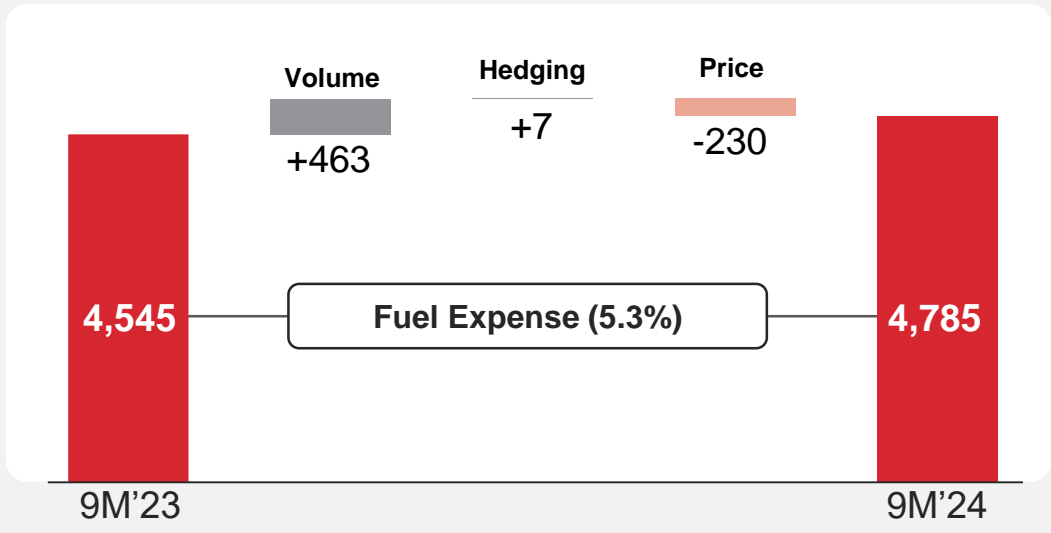 Volume
+463
Hedging
+7
Price
-230
4,545
Fuel Expense (5.3%)
4,785
9M’23
9M’24